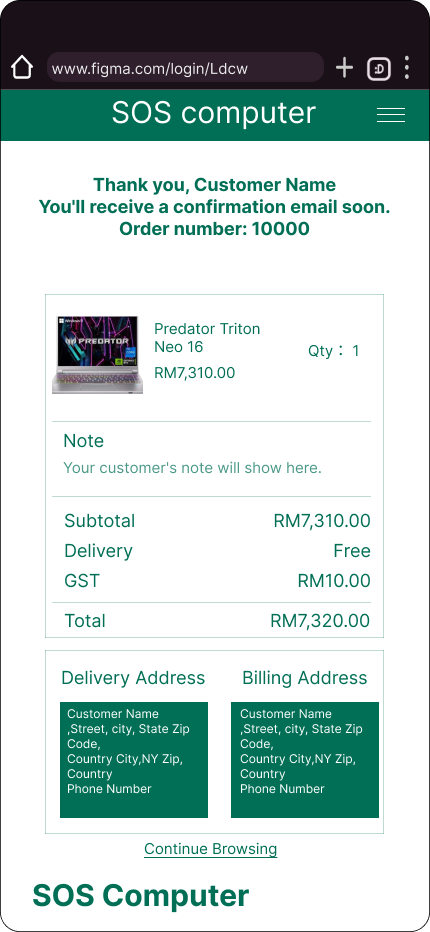 www.figma.com/login/Ldcw
:D
SOS computer
Thank you, Customer Name
You'll receive a confirmation email soon.
Order number: 10000
PREDATOR
Predator Triton
Neo 16
RM7,310.00
Qty : 1
Note
Your customer's note will show here.
Subtotal RM7,310.00
Delivery Free
GST RM10.00
Total RM7,320.00
Delivery Address
Customer Name
,Street, city, State Zip
Code,
Country City,NY Zip,
Country
Phone Number
Billing Address
Customer Name
,Street, city, State Zip
Code,
Country City,NY Zip,
Country
Phone Number
Continue Browsing
SOS Computer